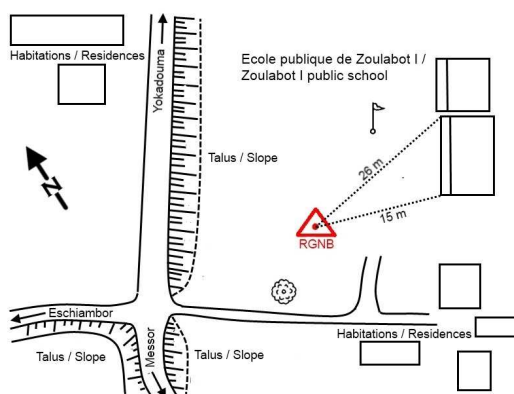 Habitations / Residences
Yokadouma
Ecole publique de Zoulabot I /
Zoulabot I public school
Talus / Slope
26 m
15 m
N
RGNB
Eschiambor
Messor
Talus / Slope
Talus / Slope
Habitations / Residences